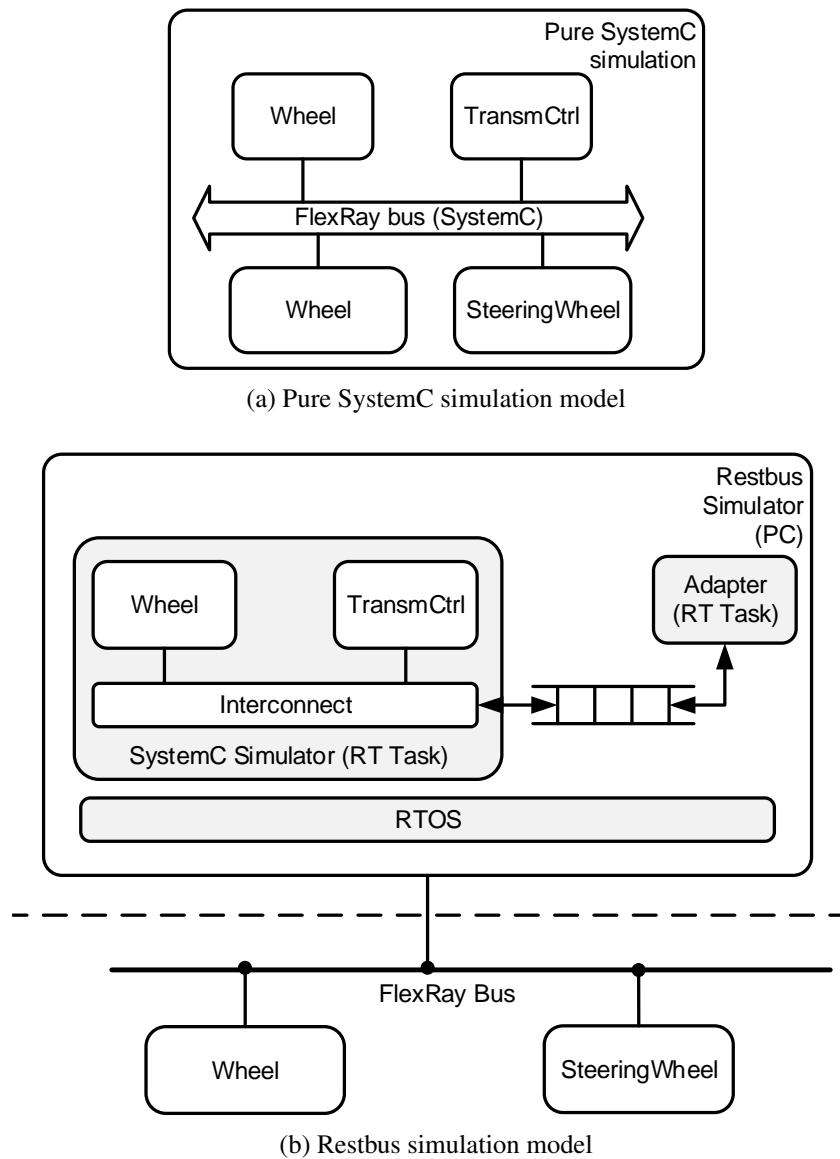 Pure SystemC
simulation
Wheel
TransmCtrl
FlexRay bus (SystemC)
Wheel
SteeringWheel
(a) Pure SystemC simulation model
Restbus
Simulator
(PC)
Wheel
TransmCtrl
Adapter
(RT Task)
Interconnect
SystemC Simulator (RT Task)
RTOS
FlexRay Bus
Wheel
SteeringWheel
(b) Restbus simulation model